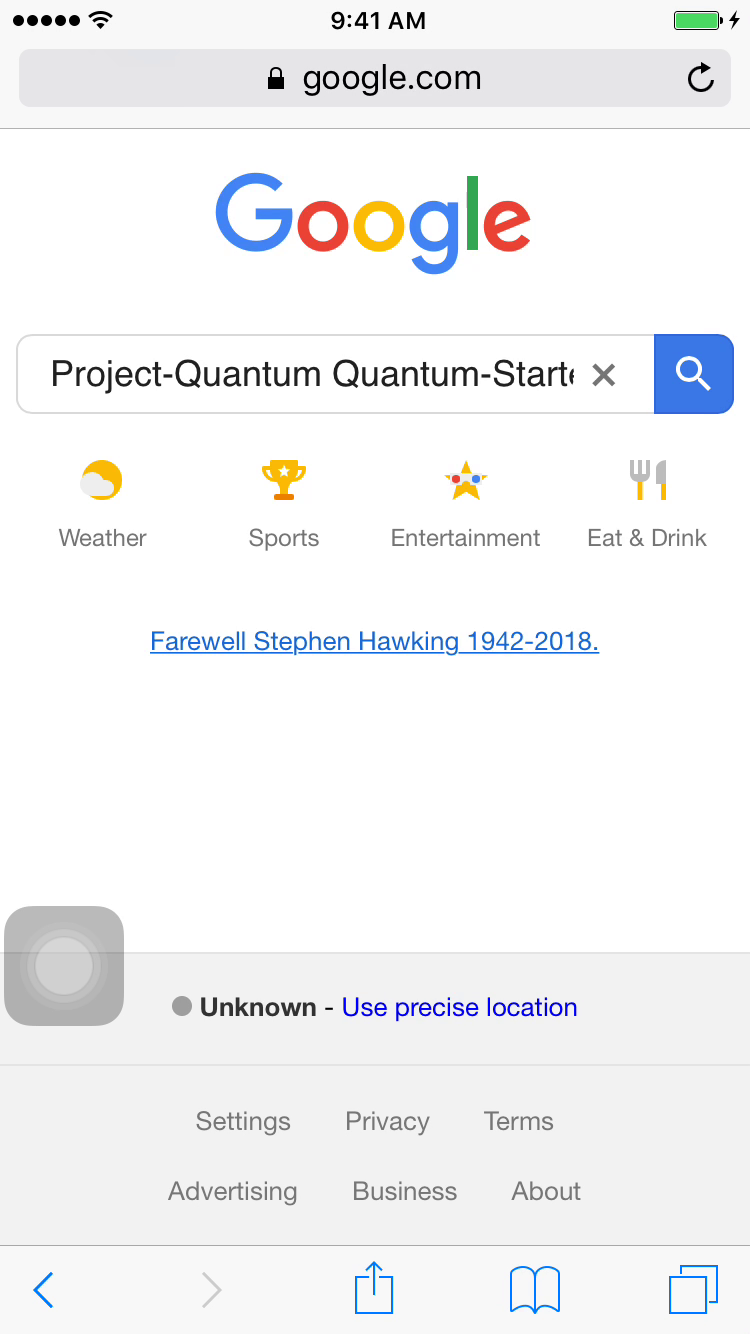 9:41 AM
google.com
Google
Project-Quantum Quantum-Start
Weather Sports Entertainment Eat & Drink
Farewell Stephen Hawking 1942-2018.
Unknown - Use precise location
Settings Privacy Terms
Advertising Business About